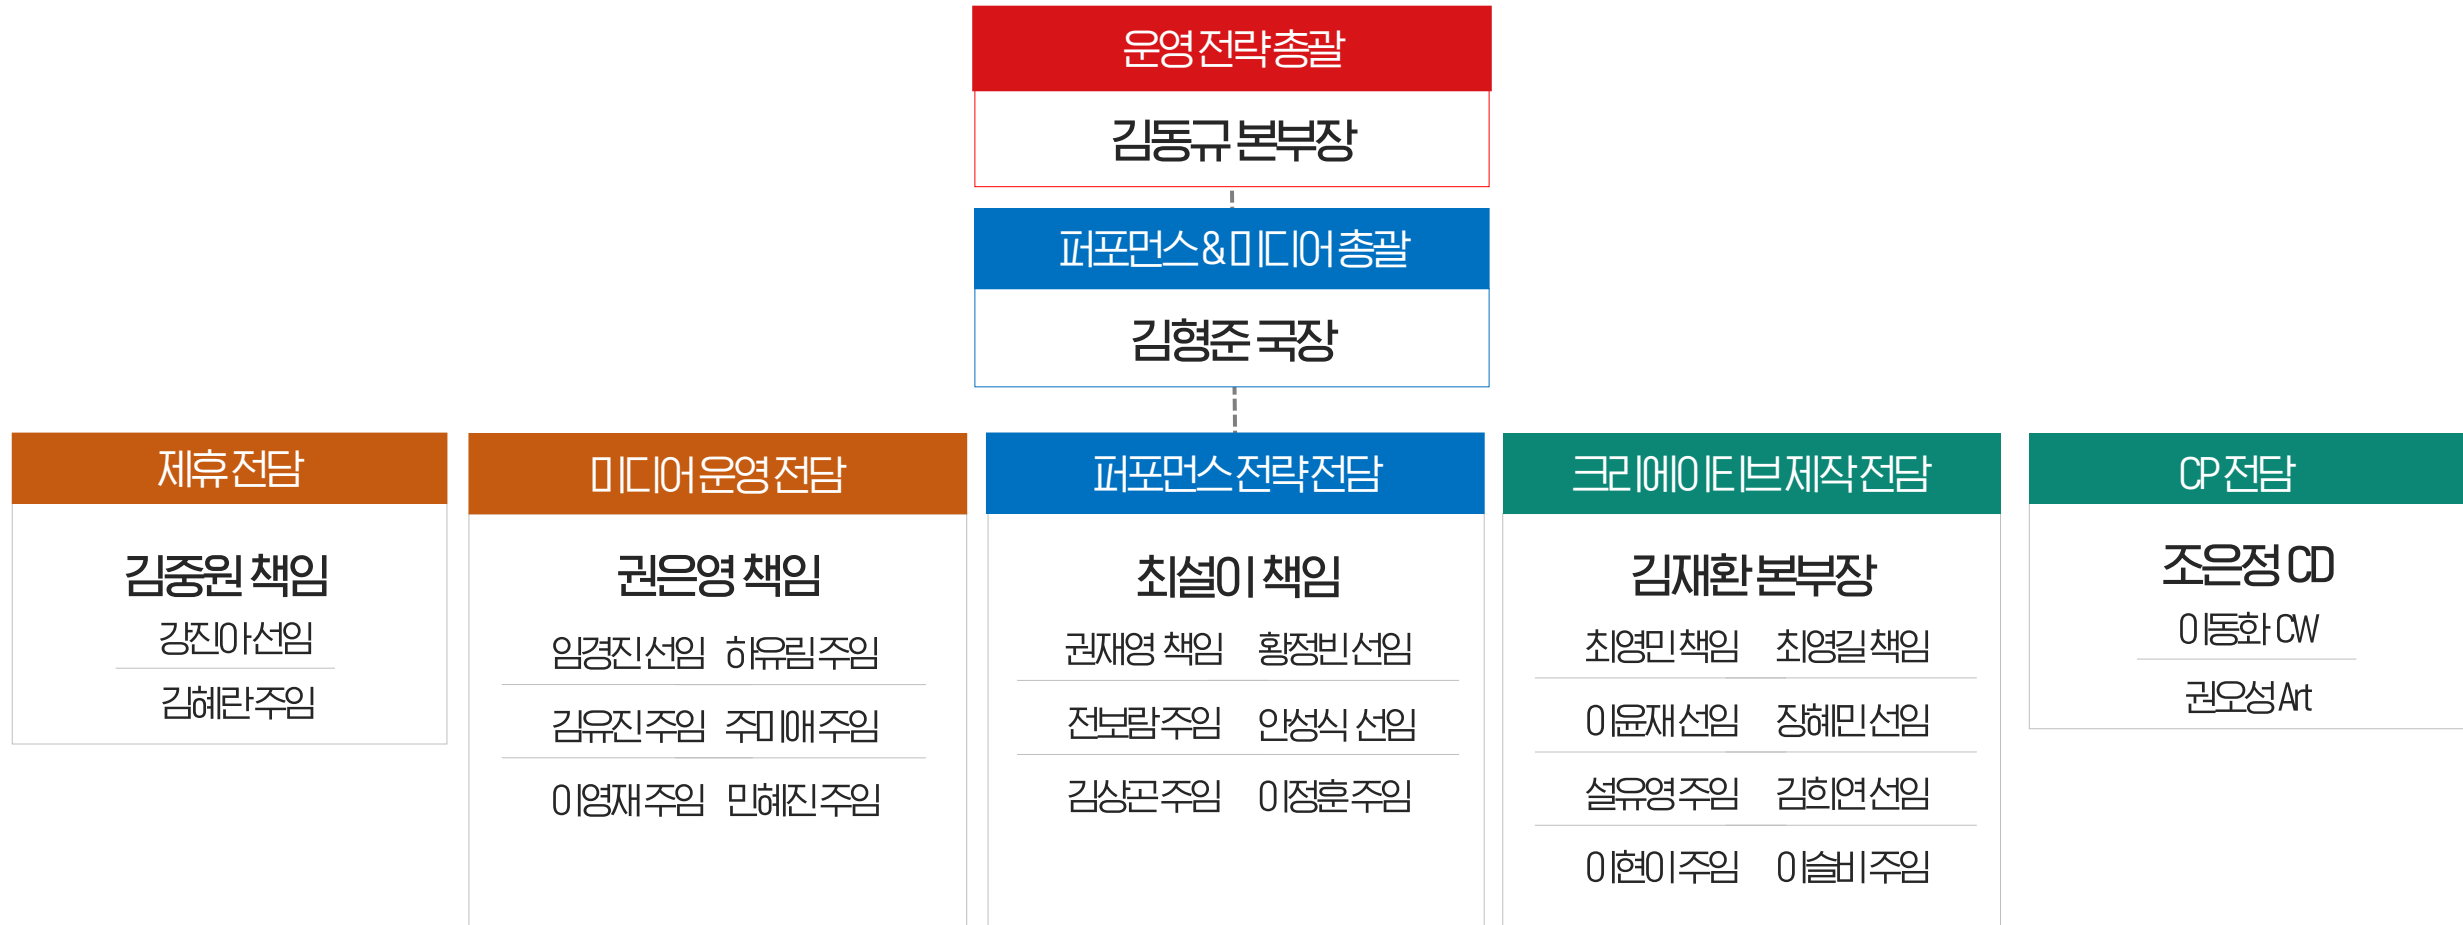 운영 전략 총괄
김동규 본부장
퍼포먼스 & 미디어 총괄
김형준 국장
제휴 전담
김중원 책임
강진아 선임
김혜란 주임
미디어 운영 전담
권은영 책임
임경진 선임 하유림 주임
김유진 주임 주미애 주임
이영재 주임 민혜진 주임
퍼포먼스 전략 전담
최설이 책임
권재영 책임 황정빈 선임
전보람 주임 안성식 선임
김상곤 주임 이정훈 주임
크리에이티브 제작 전담
김재환 본부장
최영민 책임 최영길 책임
이윤재 선임 장혜민 선임
설유영 주임 김희연 선임
이현이 주임 이슬비 주임
CP 전담
조은정 CD
이동화 CW
권오성 Art